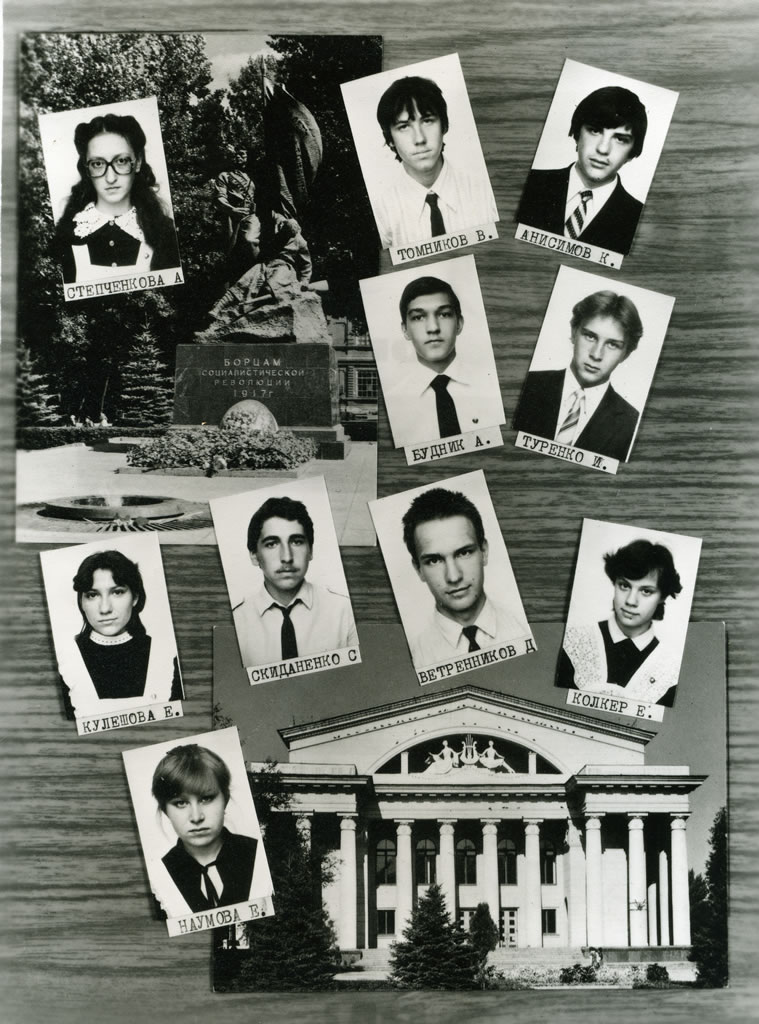 СТЕПЧЕНКОВА А
ТОМНИКОВ В.
АНИСИМОВ К.
БОРЦАМ
СОЦИАЛИСТИЧЕСКОЙ
РЕВОЛЮЦИИ
1917г
БУДНИК А.
ТУРЕНКО И.
КУЛЕШОВА Е.
СКИДАНЕНКО С
ВЕТРЕННИКОВ Д
КОЛКЕР Е.
НАУМОВА Е.